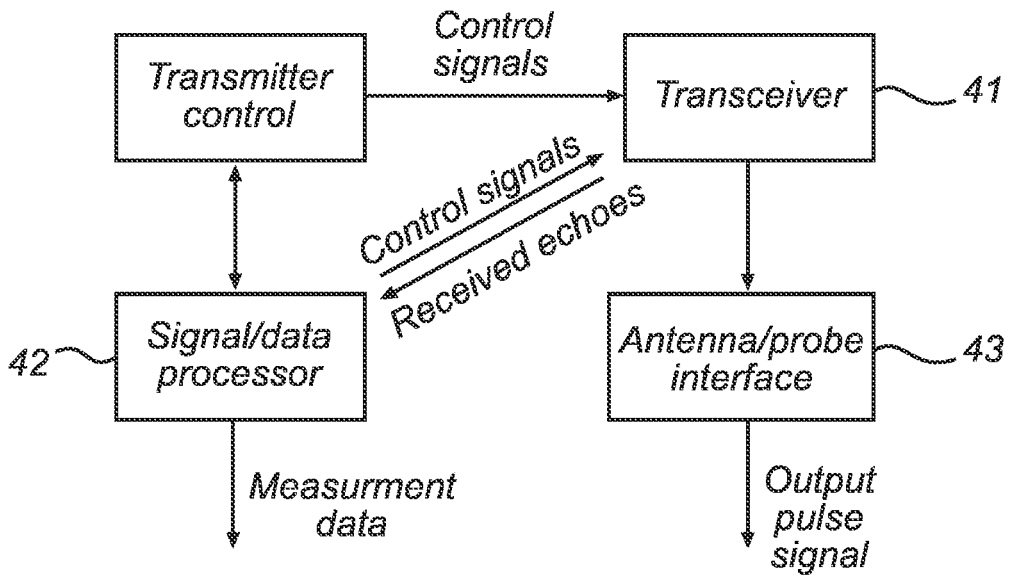 Control
signals
Transmitter
control
Transceiver
41
Control signals
Received echoes
Signal/data
processor
42
Antenna/probe
interface
43
Measurment
data
Output
pulse
signal